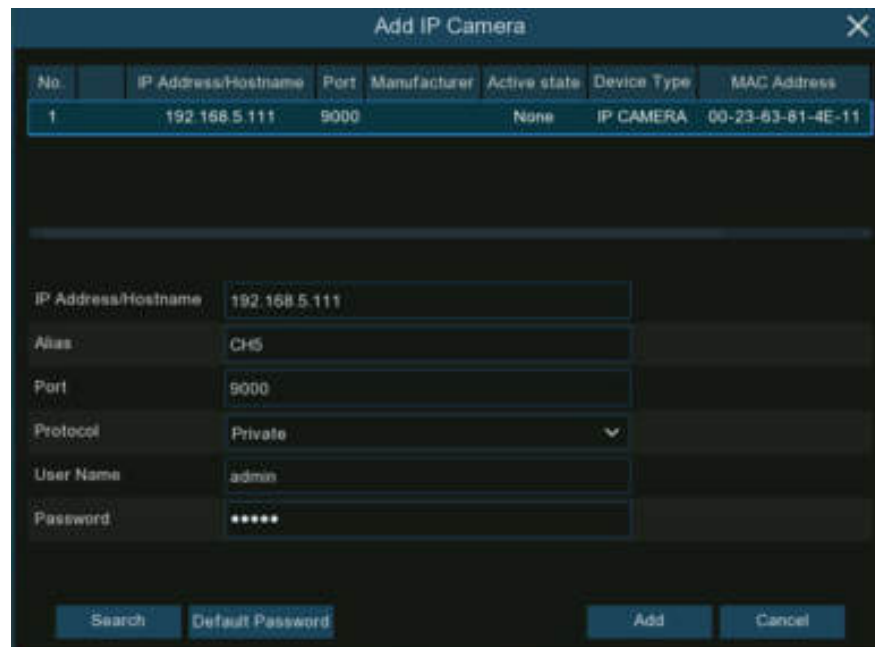 Add IP Camera
No. IP Address/Hostname Port Manufacturer Active state Device Type MAC Address
1 192.168.5.111 9000 None IP CAMERA 00-23-63-81-4E-11
IP Address/Hostname 192.168.5.111
Alias CH5
Port 9000
Protocol Private
User Name admin
Password •••••
Search Default Password Add Cancel